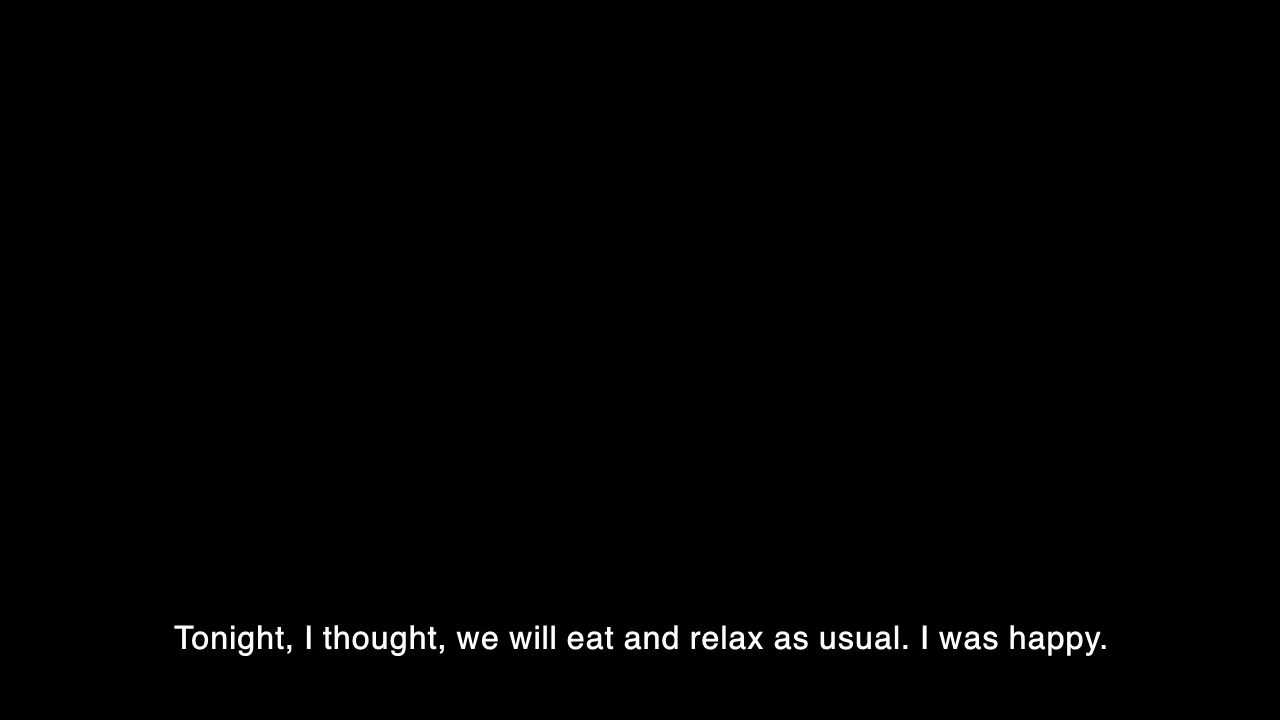 Tonight, I thought, we will eat and relax as usual. I was happy.